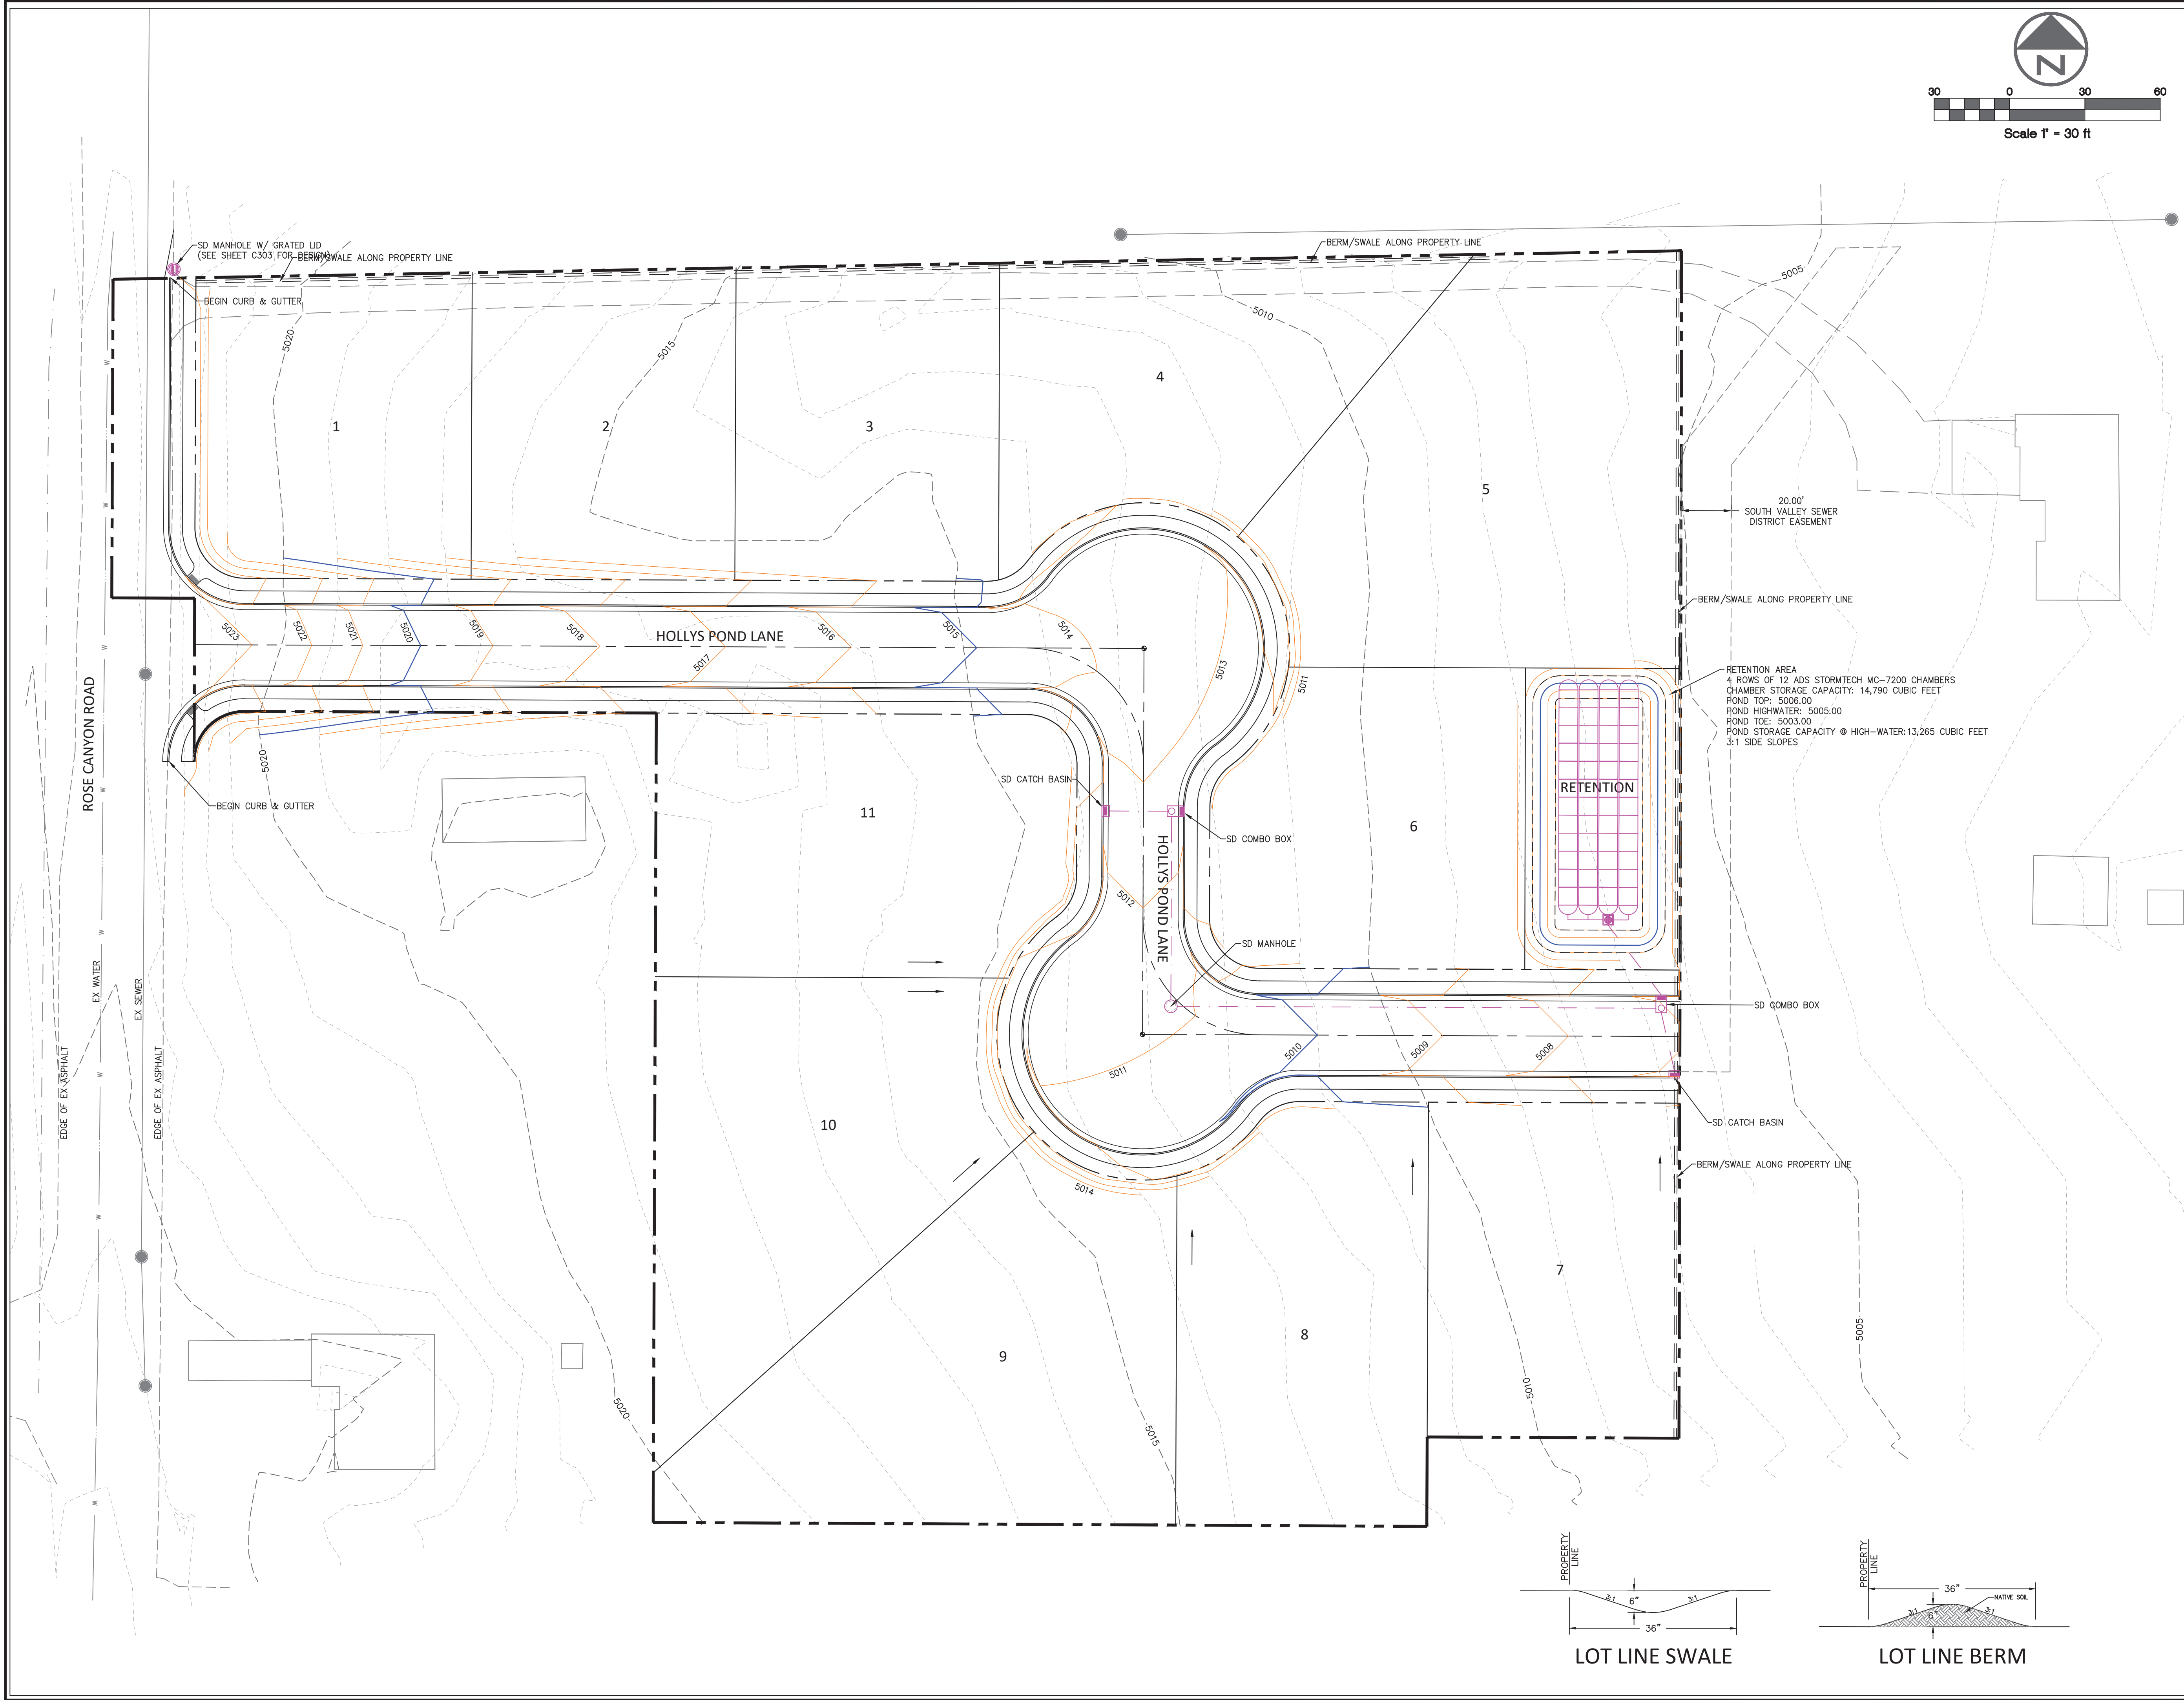 N
30 0 30 60
Scale 1" = 30 ft
SD MANHOLE W/ GRATED LID
(SEE SHEET C303 FOR DESIGN)
BERM/SWALE ALONG PROPERTY LINE
BERM/SWALE ALONG PROPERTY LINE
BEGIN CURB & GUTTER
5020
5015
5010
5005
1
2
3
4
5
20.00'
SOUTH VALLEY SEWER
DISTRICT EASEMENT
BERM/SWALE ALONG PROPERTY LINE
5023
5022
5021
5020
5019
5018
HOLLYS POND LANE
5017
5016
5015
5014
5013
5011
RETENTION AREA
4 ROWS OF 12 ADS STORMTECH MC-7200 CHAMBERS
CHAMBER STORAGE CAPACITY: 14,790 CUBIC FEET
POND TOP: 5006.00
POND HIGHWATER: 5005.00
POND TOE: 5003.00
POND STORAGE CAPACITY @ HIGH-WATER:13,265 CUBIC FEET
3:1 SIDE SLOPES
ROSE CANYON ROAD
5020
BEGIN CURB & GUTTER
SD CATCH BASIN
RETENTION
11
6
SD COMBO BOX
HOLLYS POND LANE
5012
SD MANHOLE
EX WATER
EX SEWER
W
W
W
W
W
W
W
W
SD COMBO BOX
5010
5009
5008
5011
EDGE OF EX ASPHALT
EDGE OF EX ASPHALT
10
SD CATCH BASIN
BERM/SWALE ALONG PROPERTY LINE
5014
7
8
9
5005
5020
5015
5010
PROPERTY
LINE
3:1
6"
3:1
36"
LOT LINE SWALE
PROPERTY
LINE
36"
NATIVE SOIL
3:1
6"
3:1
LOT LINE BERM